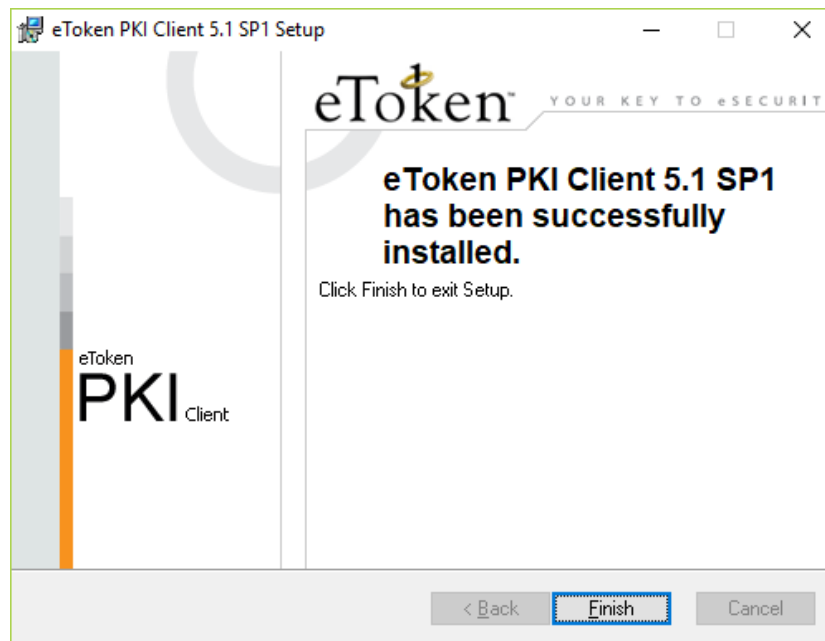 eToken PKI Client 5.1 SP1 Setup
eToken™ YOUR KEY TO eSECURIT
eToken PKI Client 5.1 SP1
has been successfully
installed.
Click Finish to exit Setup.
eToken
PKI Client
< Back Finish Cancel